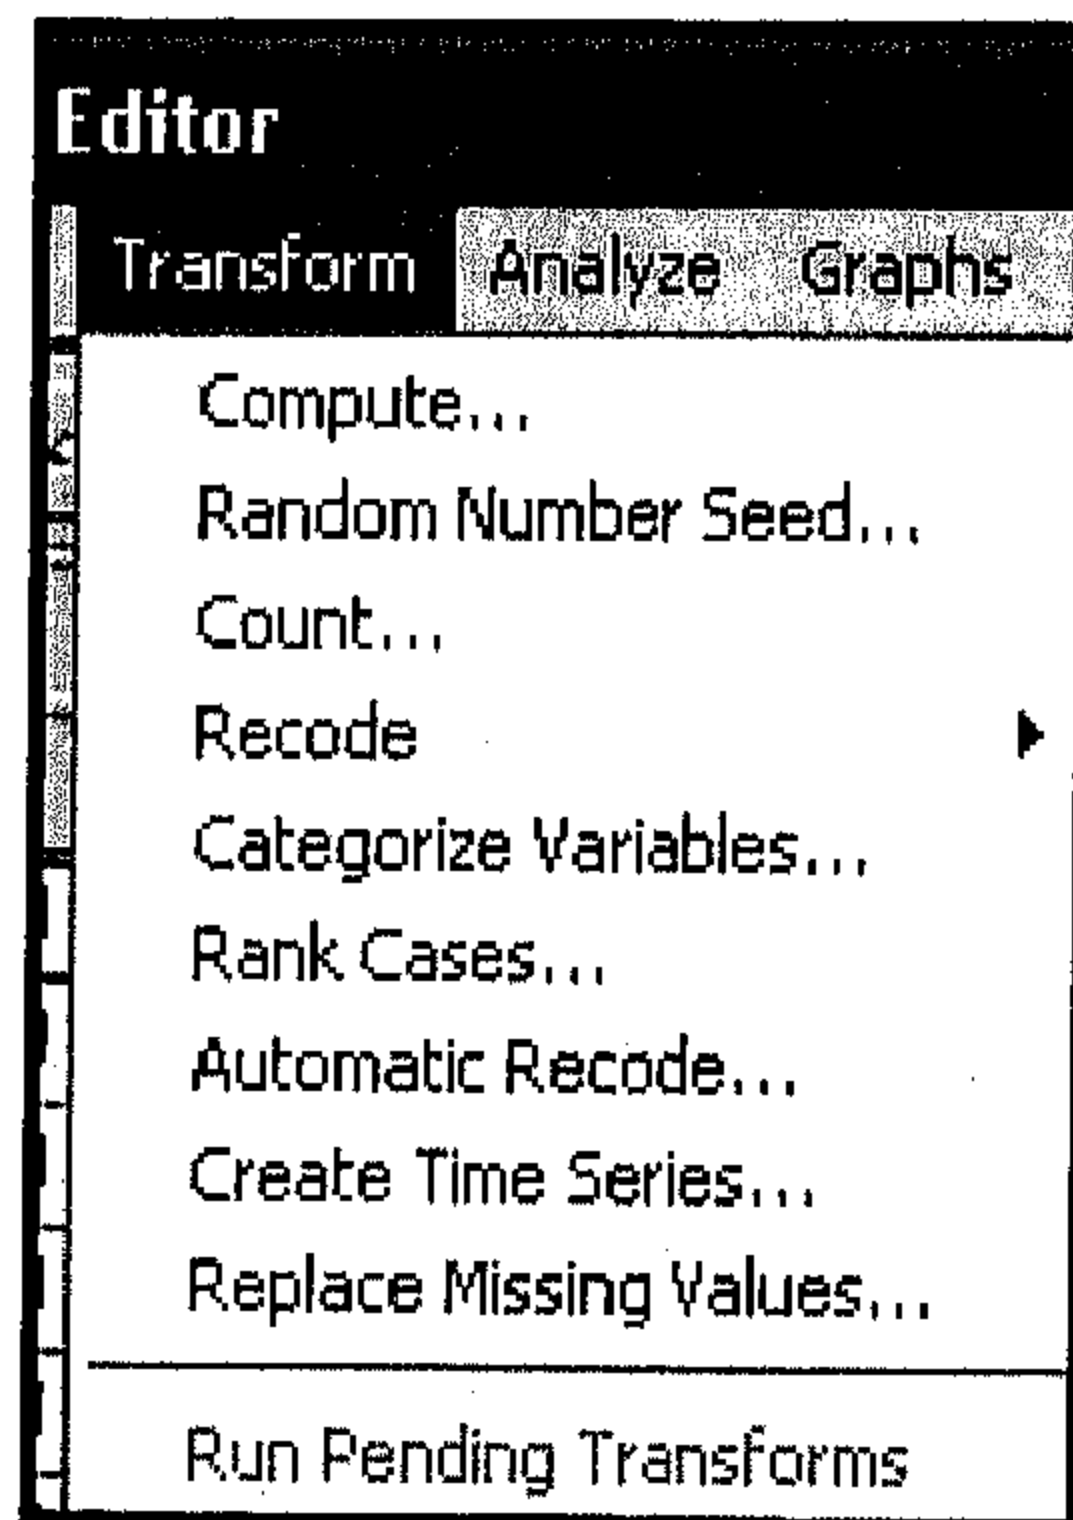 Editor
Transform Analyze Graphs
Compute...
Random Number Seed...
Count...
Recode
Categorize Variables...
Rank Cases...
Automatic Recode...
Create Time Series...
Replace Missing Values...
Run Pending Transforms